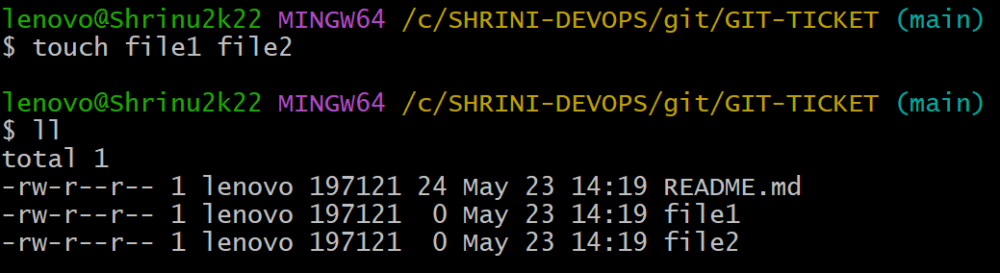 lenovo@Shrinu2k22 MINGW64 /c/SHRINI-DEVOPS/git/GIT-TICKET (main)
$ touch file1 file2
lenovo@Shrinu2k22 MINGW64 /c/SHRINI-DEVOPS/git/GIT-TICKET (main)
$ ll
total 1
-rw-r--r-- 1 lenovo 197121 24 May 23 14:19 README.md
-rw-r--r-- 1 lenovo 197121  0 May 23 14:19 file1
-rw-r--r-- 1 lenovo 197121  0 May 23 14:19 file2